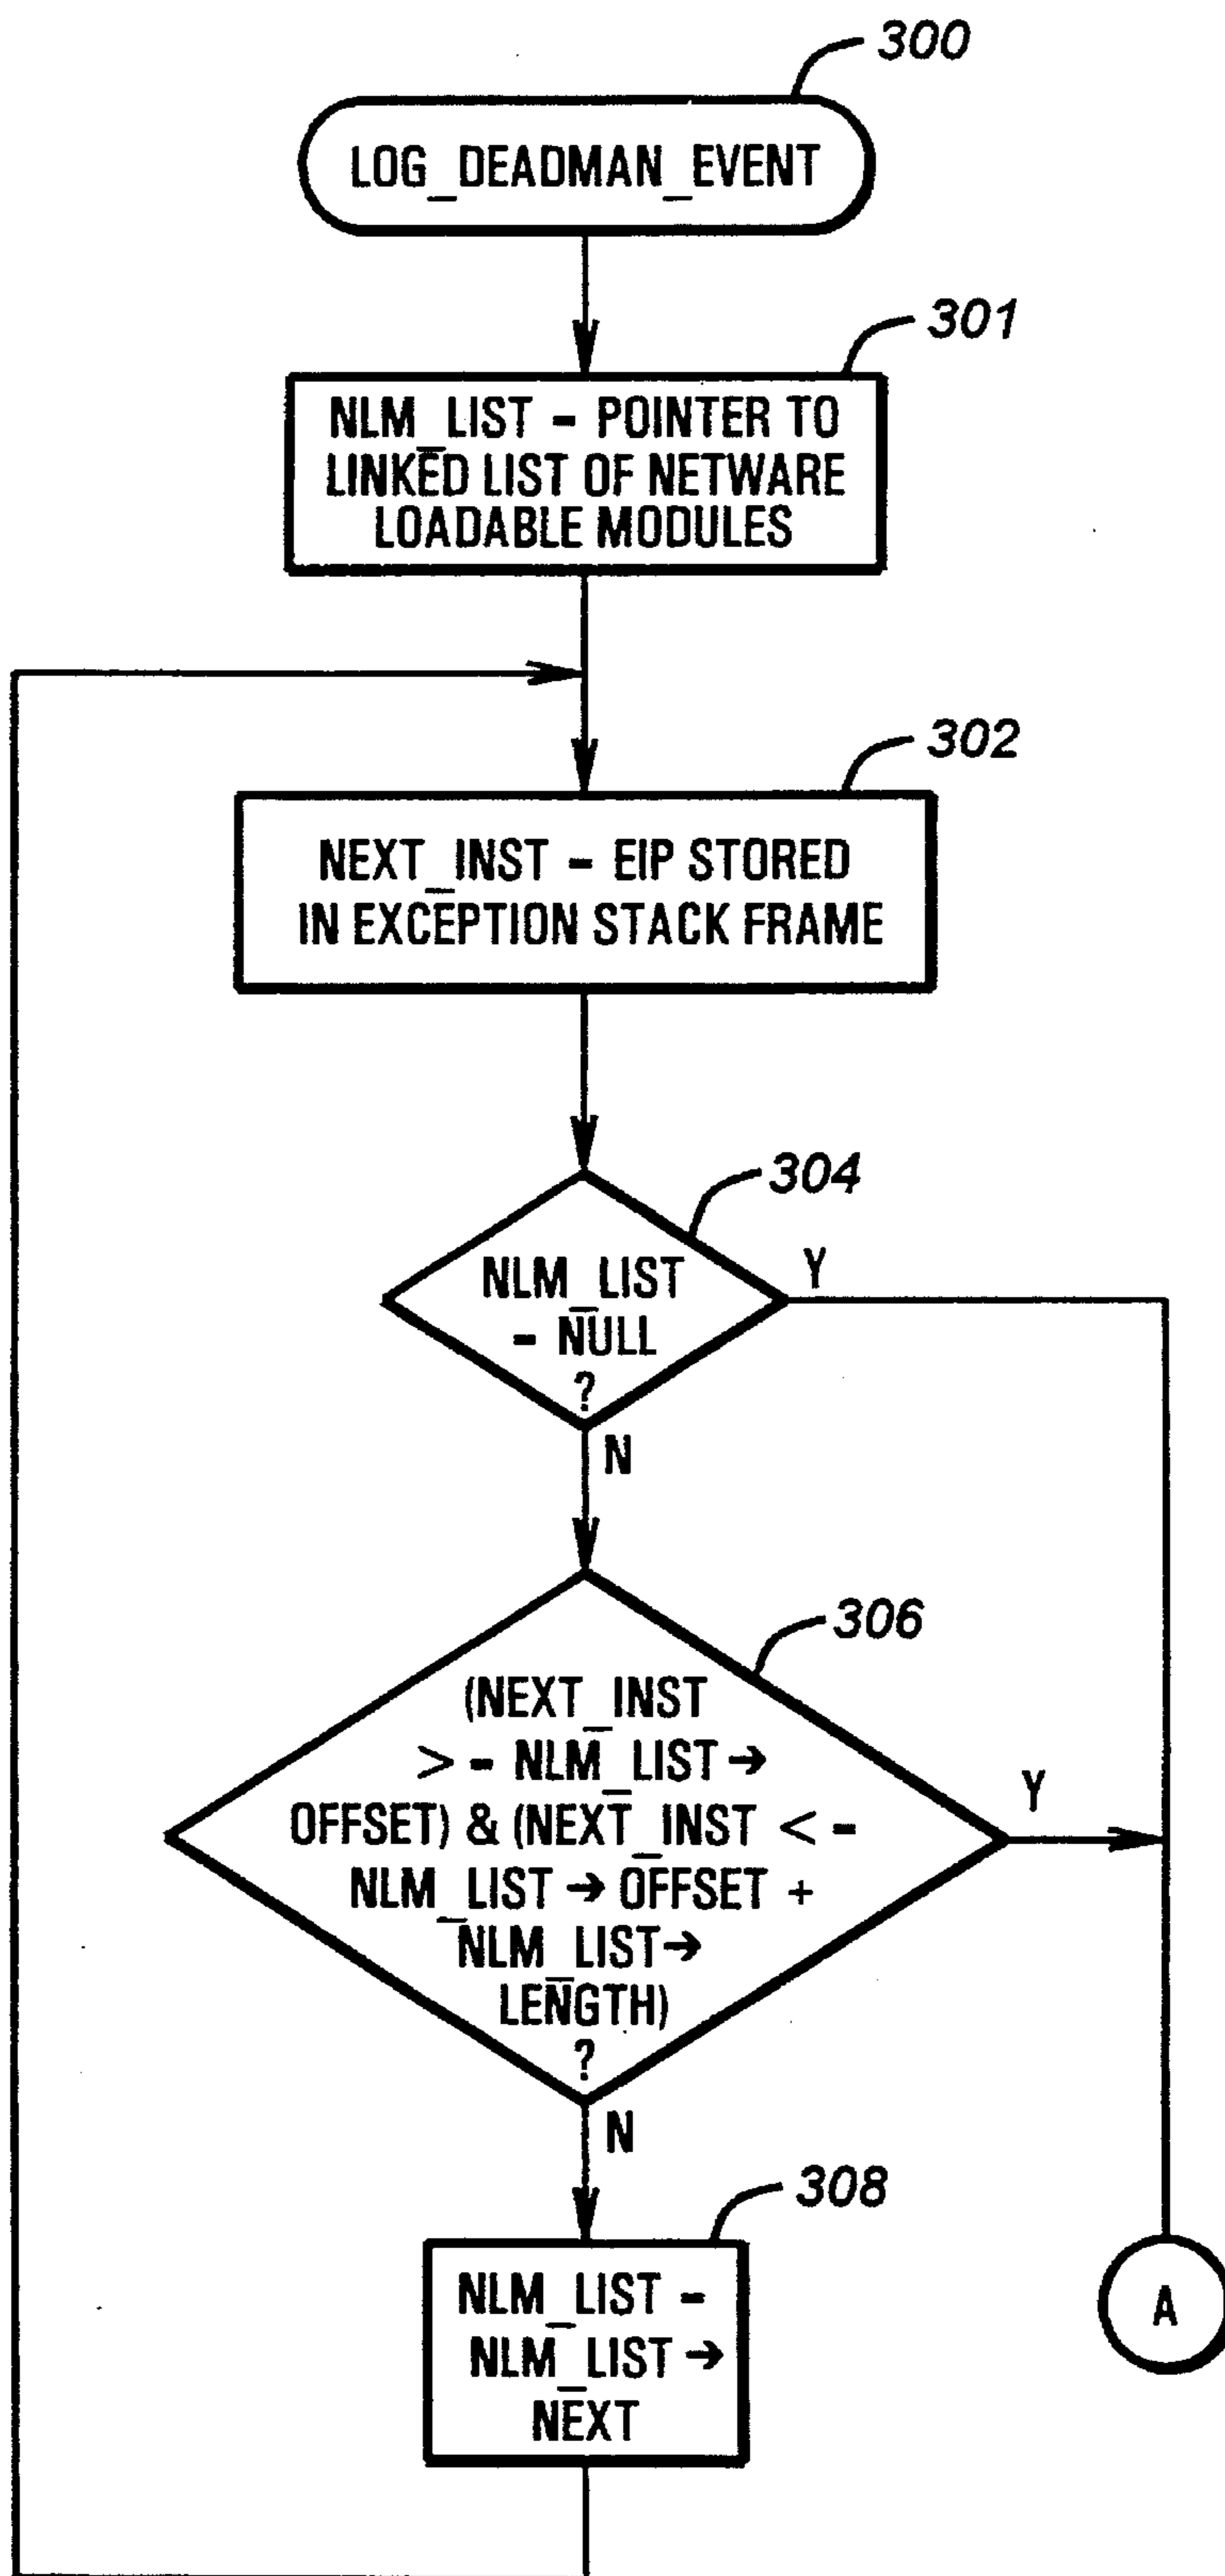 300
LOG_DEADMAN_EVENT
301
NLM_LIST = POINTER TO
LINKED LIST OF NETWARE
LOADABLE MODULES
302
NEXT_INST = EIP STORED
IN EXCEPTION STACK FRAME
304
NLM_LIST
= NULL
?
Y
N
306
(NEXT_INST
> = NLM_LIST →
OFFSET) & (NEXT_INST < =
NLM_LIST → OFFSET +
NLM_LIST →
LENGTH)
?
Y
N
308
NLM_LIST =
NLM_LIST →
NEXT
A